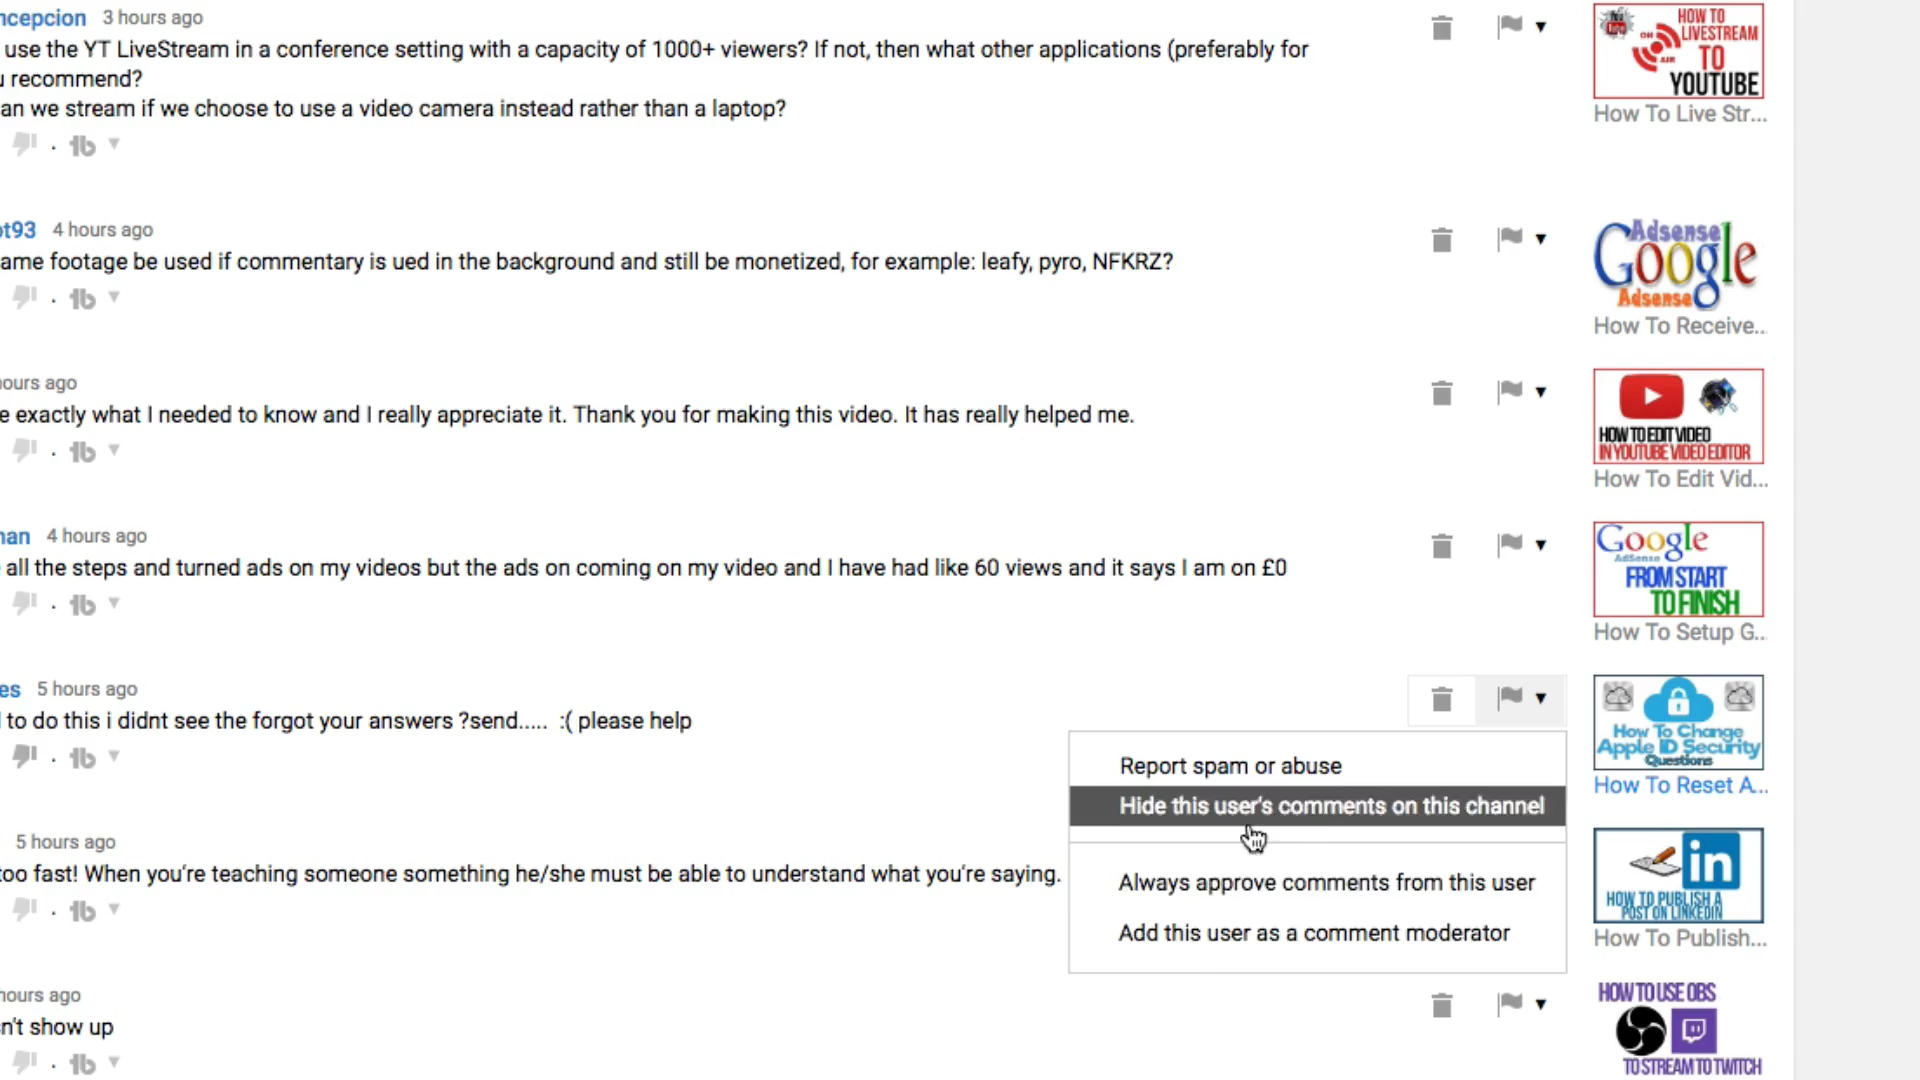 ncepcion 3 hours ago
use the YT LiveStream in a conference setting with a capacity of 1000+ viewers? If not, then what other applications (preferably for
u recommend?
an we stream if we choose to use a video camera instead rather than a laptop?
HOW TO
LIVESTREAM
ON AIR
TO
YOUTUBE
How To Live Str...
ot93 4 hours ago
ame footage be used if commentary is ued in the background and still be monetized, for example: leafy, pyro, NFKRZ?
Adsense
Google
Adsense
How To Receive...
ours ago
e exactly what I needed to know and I really appreciate it. Thank you for making this video. It has really helped me.
HOW TO EDIT VIDEO
IN YOUTUBE VIDEO EDITOR
How To Edit Vid...
nan 4 hours ago
all the steps and turned ads on my videos but the ads on coming on my video and I have had like 60 views and it says I am on £0
Google
AdSense
FROM START
TO FINISH
How To Setup G...
es 5 hours ago
to do this i didnt see the forgot your answers ?send..... :( please help
How To Change
Apple ID Security
Questions
How To Reset A...
Report spam or abuse
Hide this user's comments on this channel
Always approve comments from this user
Add this user as a comment moderator
5 hours ago
too fast! When you're teaching someone something he/she must be able to understand what you're saying.
in
HOW TO PUBLISH A
POST ON LINKEDIN
How To Publish...
hours ago
sn't show up
HOW TO USE OBS
TO STREAM TO TWITCH